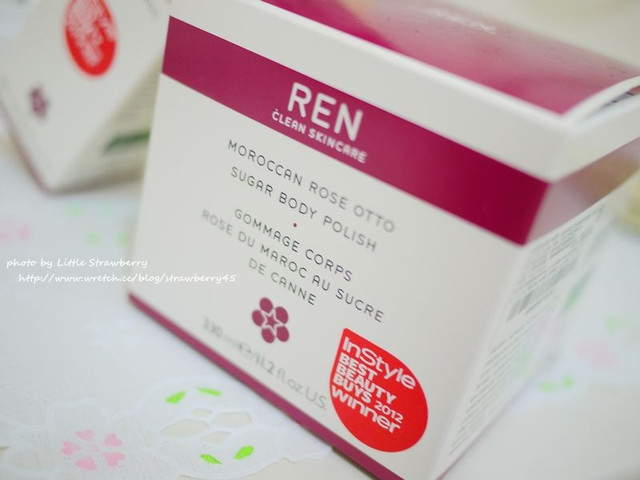 REN
CLEAN SKINCARE
MOROCCAN ROSE OTTO
SUGAR BODY POLISH
GOMMAGE CORPS
ROSE DU MAROC AU SUCRE
DE CANNE
330 ml ℮/11.2 fl.oz.U.S.
InStyle
BEST
BEAUTY
BUYS 2012
winner
photo by Little Strawberry
http://www.wretch.cc/blog/strawberry45